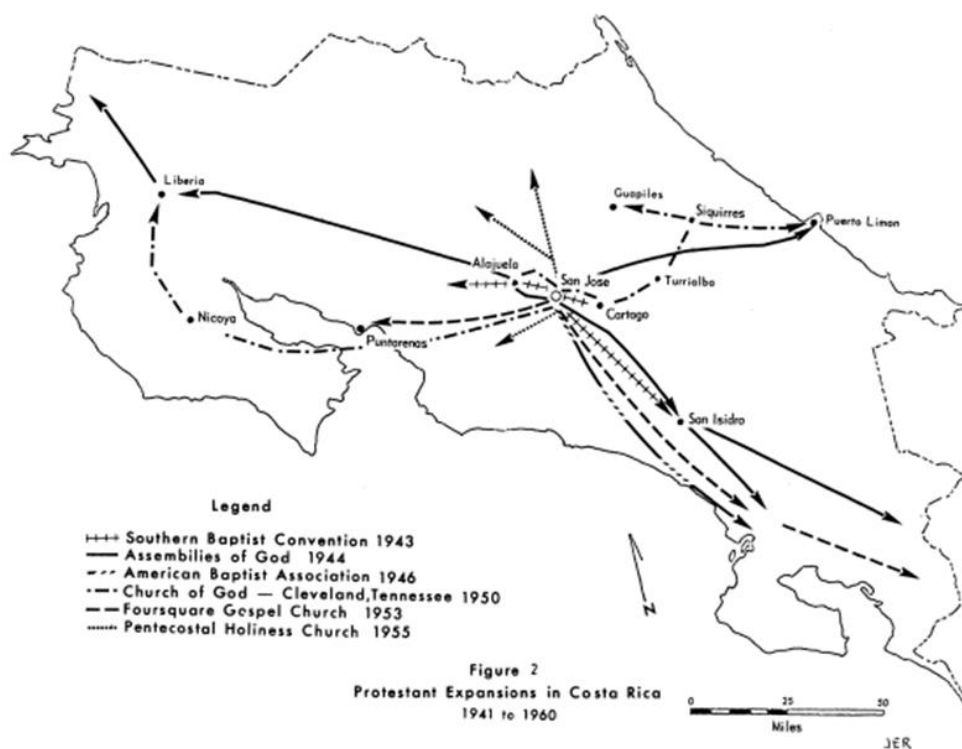 Liberia
Guapiles
Siquirres
Puerto Limon
Alajuela
San Jose
Turrialba
Cartago
Nicoya
Puntarenas
San Isidro
Legend
Southern Baptist Convention 1943
Assembilies of God 1944
American Baptist Association 1946
Church of God — Cleveland, Tennessee 1950
Foursquare Gospel Church 1953
Pentecostal Holiness Church 1955
N
Figure 2
Protestant Expansions in Costa Rica
1941 to 1960
0 25 50
Miles
JER